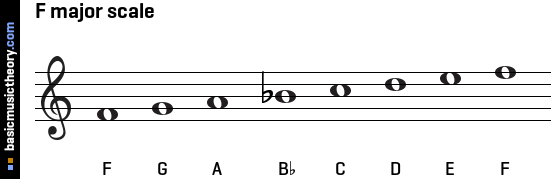 F major scale
basicmusictheory.com
F G A B♭ C D E F